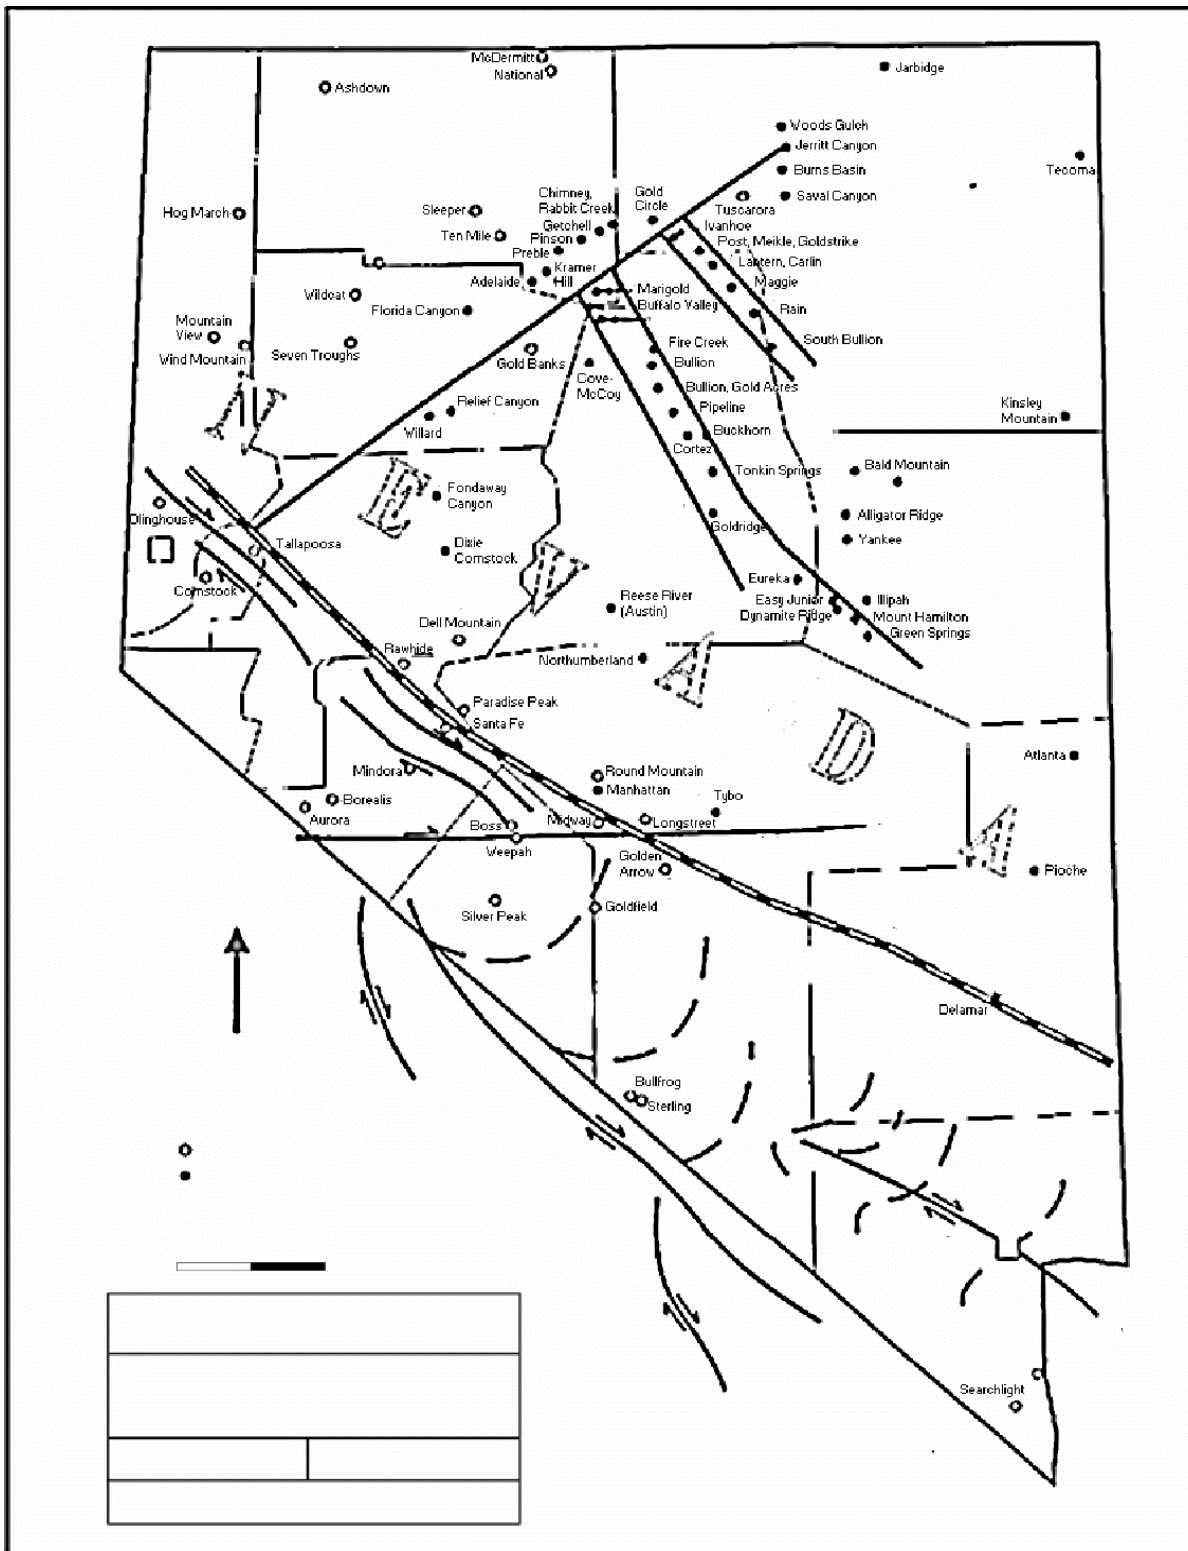 McDermitt
National
Jarbidge
Ashdown
Woods Gulch
Jerritt Canyon
Tecoma
Burns Basin
Chimney,
Rabbit Creek
Gold
Circle
Saval Canyon
Tuscarora
Hog March
Sleeper
Getchell
Ivanhoe
Ten Mile
Pinson
Post, Meikle, Goldstrike
Preble
Lantern, Carlin
Kramer
Hill
Adelaide
Maggie
Wildcat
Florida Canyon
Marigold
Buffalo Valley
Rain
Mountain
View
South Bullion
Wind Mountain
Seven Troughs
Gold Banks
Fire Creek
Cove-
McCoy
Bullion
Bullion, Gold Acres
Relief Canyon
Pipeline
Kinsley
Mountain
Willard
Buckhorn
Cortez
Tonkin Springs
Bald Mountain
Fondaway
Canyon
Olinghouse
Goldridge
Alligator Ridge
Tallapoosa
Dixie
Comstock
Yankee
Comstock
Eureka
Reese River
(Austin)
Easy Junior
Illipah
Dynamite Ridge
Mount Hamilton
Green Springs
Dell Mountain
Rawhide
Northumberland
NEVADA
Paradise Peak
Santa Fe
Atlanta
Mindora
Round Mountain
Manhattan
Tybo
Borealis
Aurora
Boss
Midway
Longstreet
Weepah
Golden
Arrow
Pioche
Silver Peak
Goldfield
Delamar
Bullfrog
Sterling
Searchlight